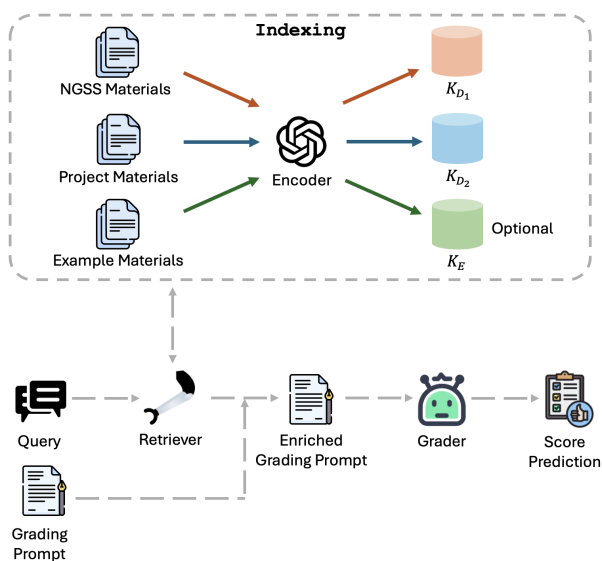 Indexing
NGSS Materials
Project Materials
Example Materials
Encoder
K_{D_1}
K_{D_2}
K_E
Optional
Query
Retriever
Enriched
Grading Prompt
Grader
Score
Prediction
Grading
Prompt